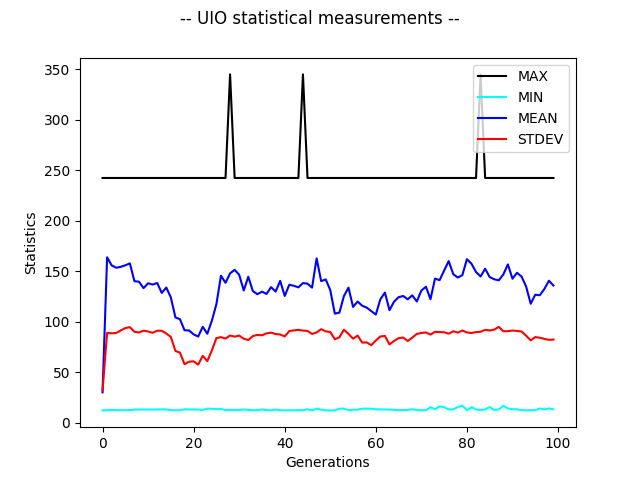 -- UIO statistical measurements --
350
300
250
200
150
100
50
0
Statistics
MAX
MIN
MEAN
STDEV
0 20 40 60 80 100
Generations